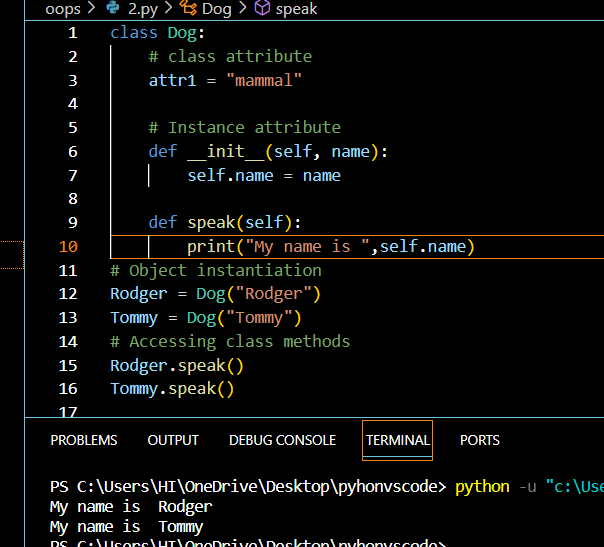 oops > 2.py > Dog > speak
1 class Dog:
2     # class attribute
3     attr1 = "mammal"
4
5     # Instance attribute
6     def __init__(self, name):
7         self.name = name
8
9     def speak(self):
10         print("My name is ",self.name)
11 # Object instantiation
12 Rodger = Dog("Rodger")
13 Tommy = Dog("Tommy")
14 # Accessing class methods
15 Rodger.speak()
16 Tommy.speak()
17
PROBLEMS OUTPUT DEBUG CONSOLE TERMINAL PORTS
PS C:\Users\HI\OneDrive\Desktop\pyhonvscode> python -u "c:\Use
My name is  Rodger
My name is  Tommy
PS C:\Users\HI\OneDrive\Desktop\pyhonvscode>